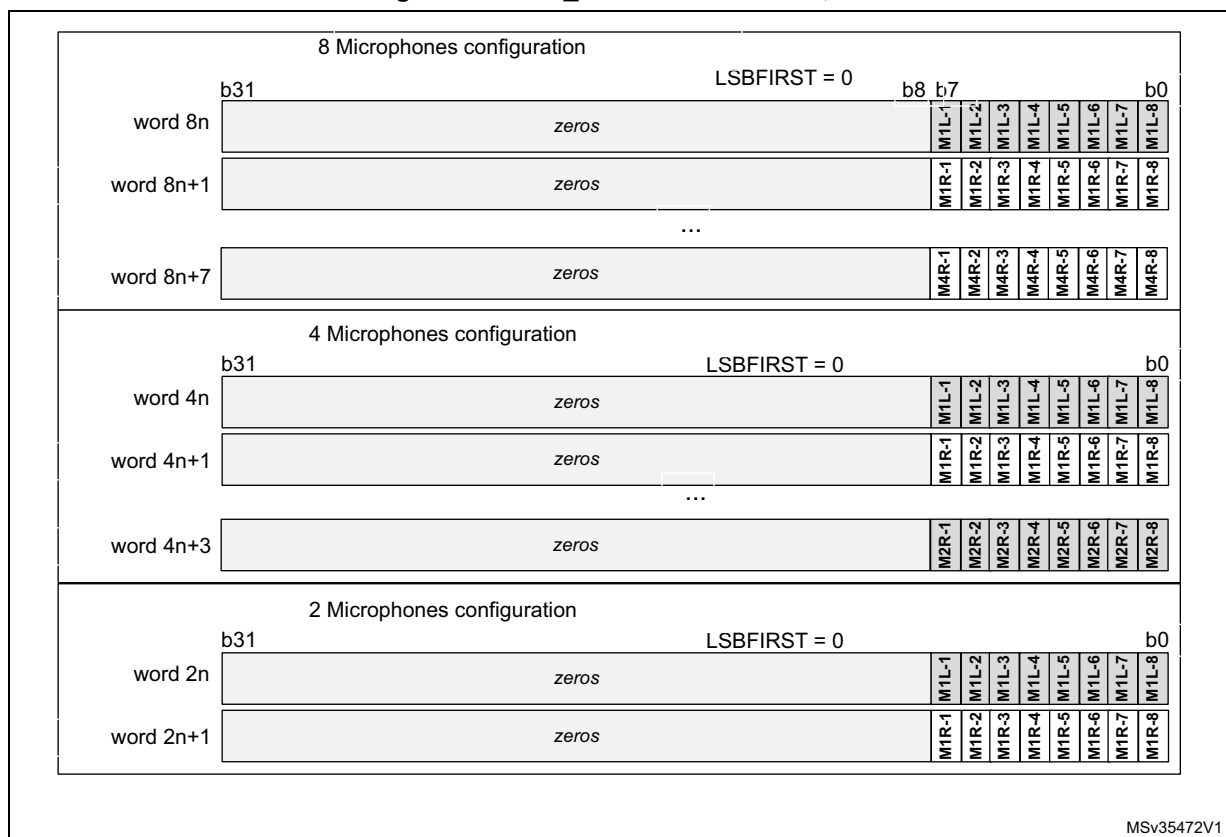 8 Microphones configuration
LSBFIRST = 0
b31 b8 b7 b0
word 8n zeros M1L-1 M1L-2 M1L-3 M1L-4 M1L-5 M1L-6 M1L-7 M1L-8
word 8n+1 zeros M1R-1 M1R-2 M1R-3 M1R-4 M1R-5 M1R-6 M1R-7 M1R-8
...
word 8n+7 zeros M4R-1 M4R-2 M4R-3 M4R-4 M4R-5 M4R-6 M4R-7 M4R-8
4 Microphones configuration
b31 LSBFIRST = 0 b0
word 4n zeros M1L-1 M1L-2 M1L-3 M1L-4 M1L-5 M1L-6 M1L-7 M1L-8
word 4n+1 zeros M1R-1 M1R-2 M1R-3 M1R-4 M1R-5 M1R-6 M1R-7 M1R-8
...
word 4n+3 zeros M2R-1 M2R-2 M2R-3 M2R-4 M2R-5 M2R-6 M2R-7 M2R-8
2 Microphones configuration
b31 LSBFIRST = 0 b0
word 2n zeros M1L-1 M1L-2 M1L-3 M1L-4 M1L-5 M1L-6 M1L-7 M1L-8
word 2n+1 zeros M1R-1 M1R-2 M1R-3 M1R-4 M1R-5 M1R-6 M1R-7 M1R-8
MSv35472V1